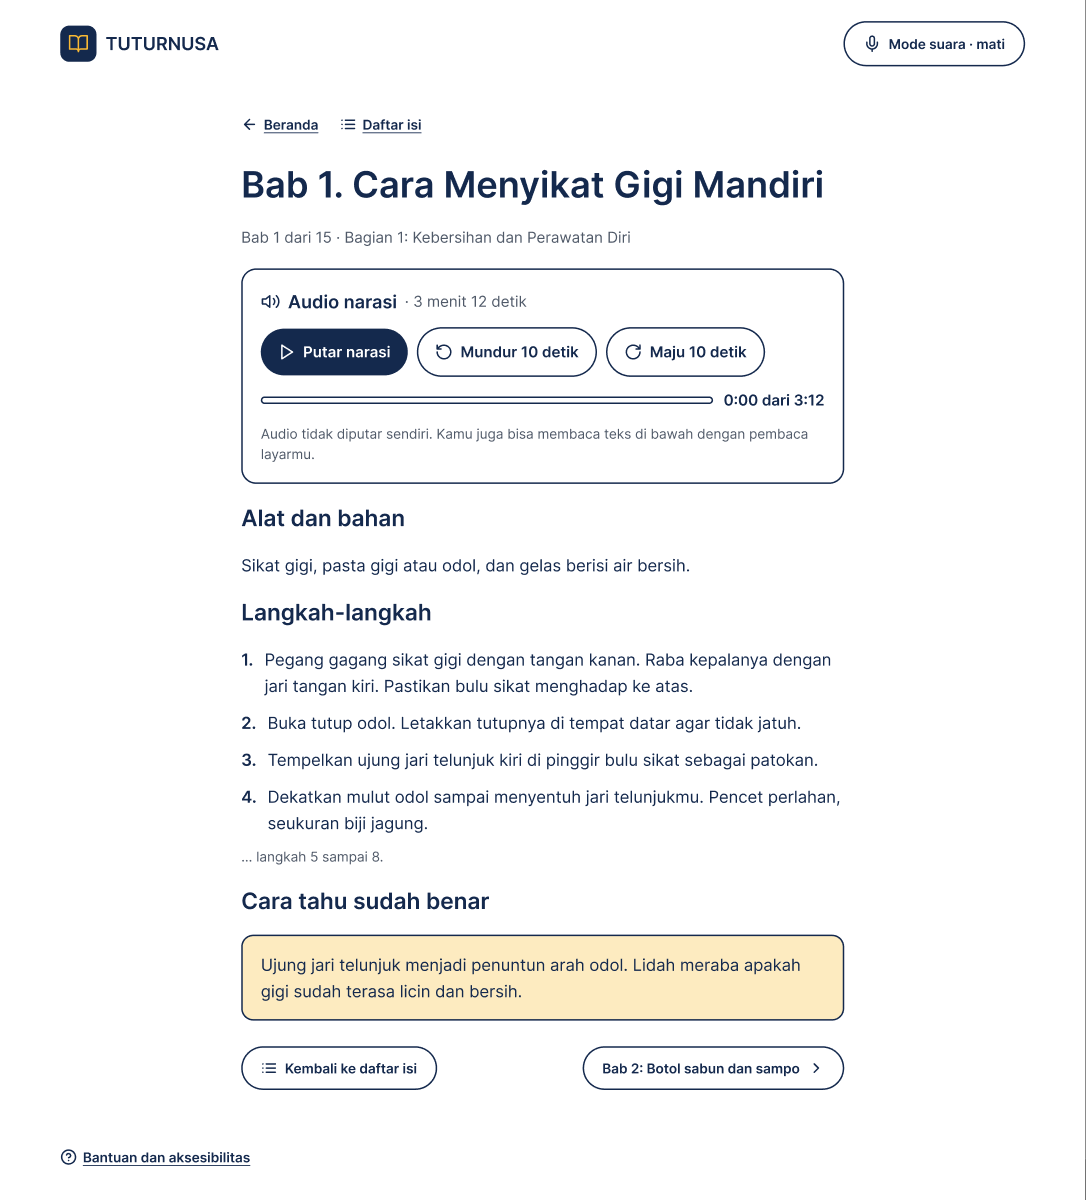 TUTURNUSA
Mode suara · mati
Beranda
Daftar isi
Bab 1. Cara Menyikat Gigi Mandiri
Bab 1 dari 15 · Bagian 1: Kebersihan dan Perawatan Diri
Audio narasi · 3 menit 12 detik
Putar narasi
Mundur 10 detik
Maju 10 detik
0:00 dari 3:12
Audio tidak diputar sendiri. Kamu juga bisa membaca teks di bawah dengan pembaca
layarmu.
Alat dan bahan
Sikat gigi, pasta gigi atau odol, dan gelas berisi air bersih.
Langkah-langkah
1. Pegang gagang sikat gigi dengan tangan kanan. Raba kepalanya dengan
jari tangan kiri. Pastikan bulu sikat menghadap ke atas.
2. Buka tutup odol. Letakkan tutupnya di tempat datar agar tidak jatuh.
3. Tempelkan ujung jari telunjuk kiri di pinggir bulu sikat sebagai patokan.
4. Dekatkan mulut odol sampai menyentuh jari telunjukmu. Pencet perlahan,
seukuran biji jagung.
... langkah 5 sampai 8.
Cara tahu sudah benar
Ujung jari telunjuk menjadi penuntun arah odol. Lidah meraba apakah
gigi sudah terasa licin dan bersih.
Kembali ke daftar isi
Bab 2: Botol sabun dan sampo
Bantuan dan aksesibilitas